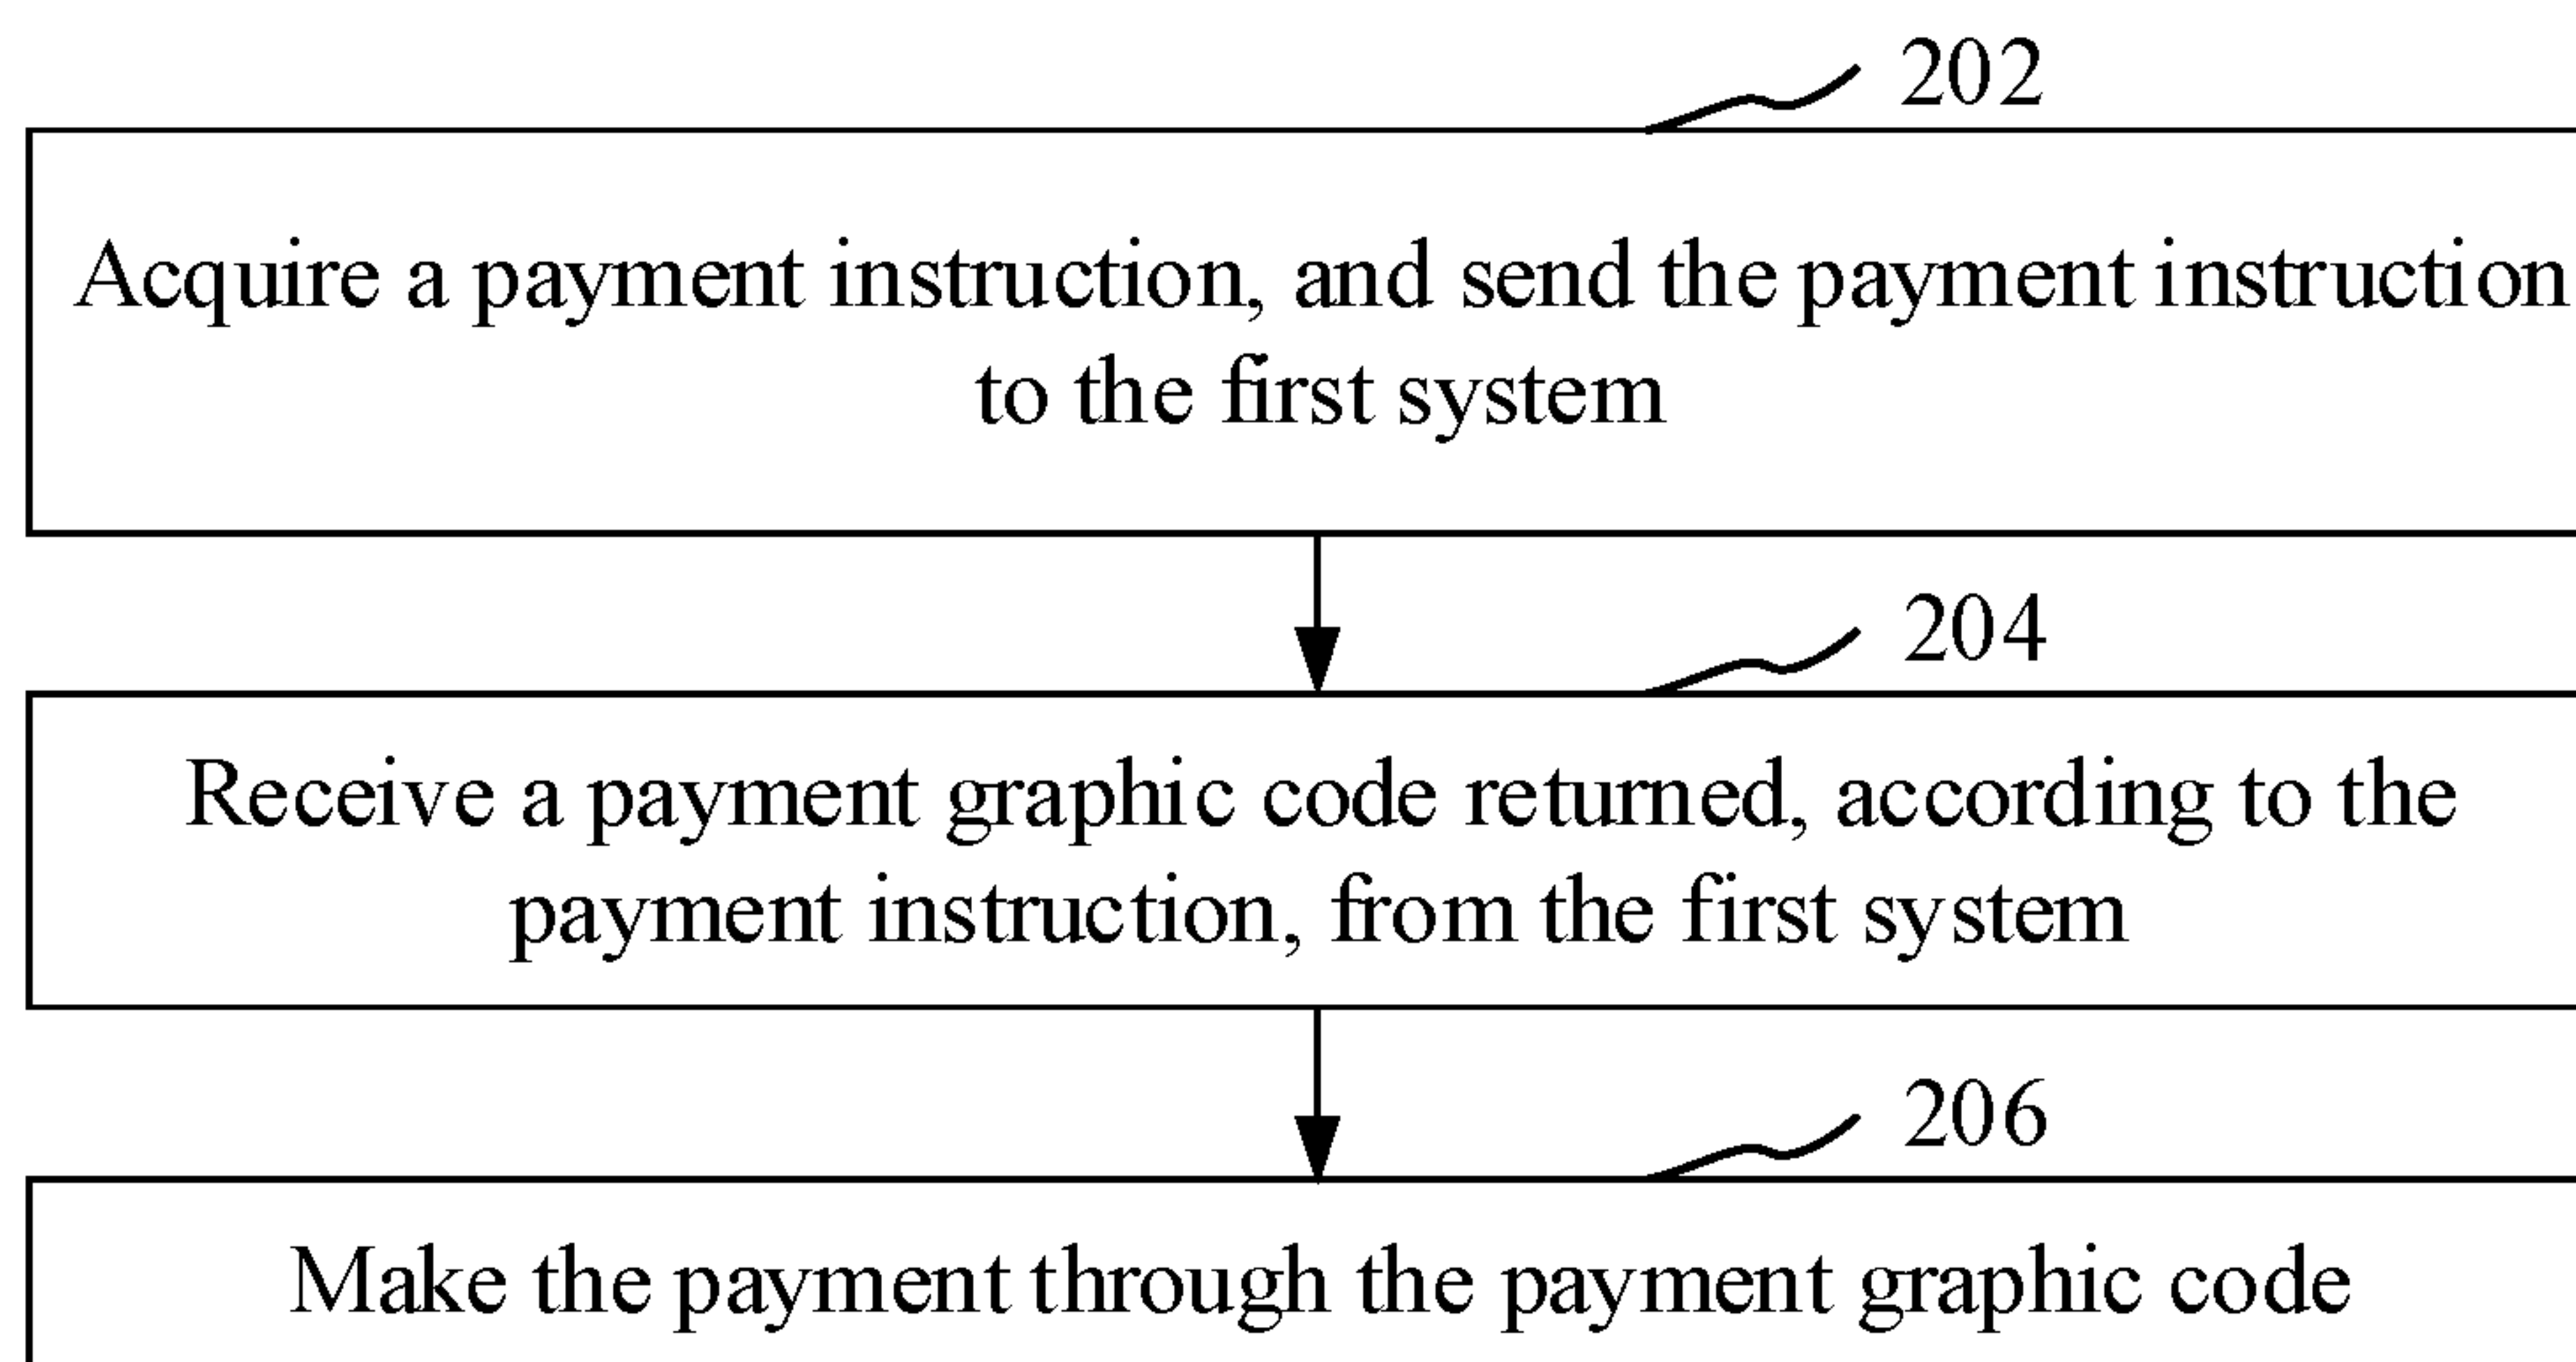 202
Acquire a payment instruction, and send the payment instruction
to the first system
204
Receive a payment graphic code returned, according to the
payment instruction, from the first system
206
Make the payment through the payment graphic code